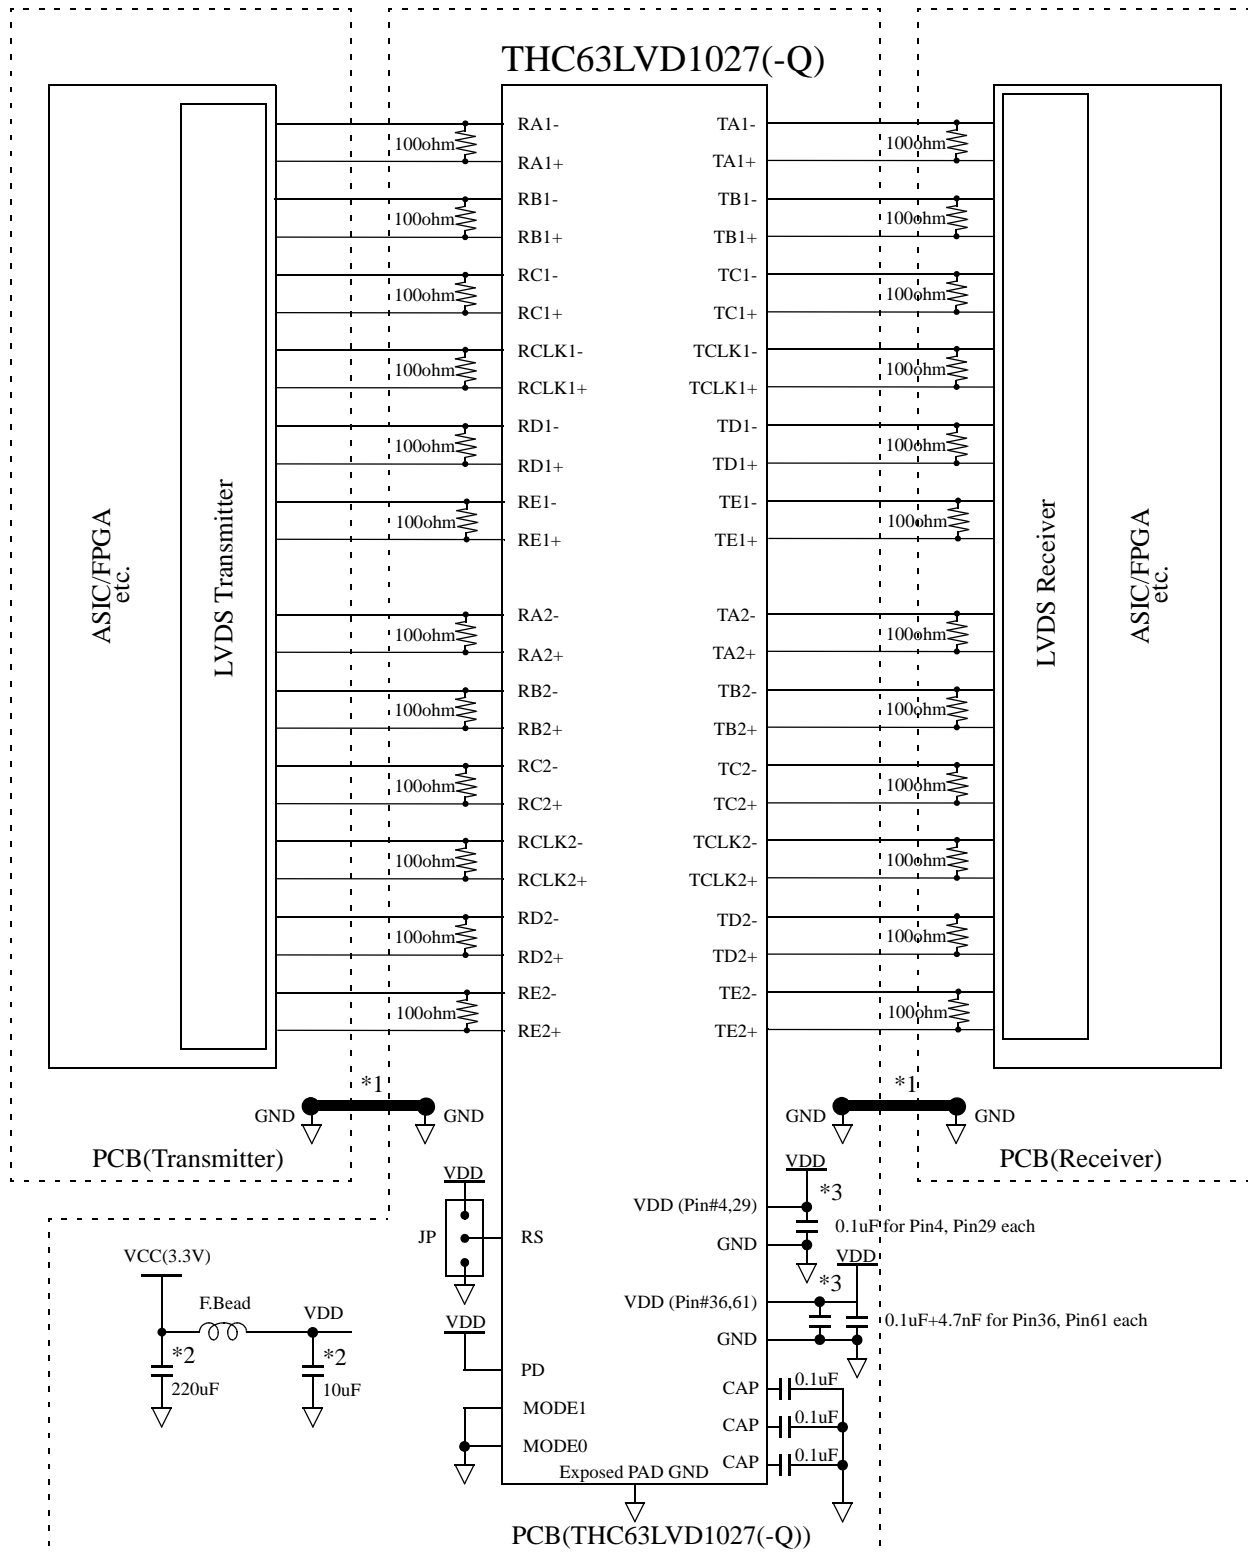 THC63LVD1027(-Q)
ASIC/FPGA
etc.
LVDS Transmitter
100ohm
100ohm
100ohm
100ohm
100ohm
100ohm
100ohm
100ohm
100ohm
100ohm
100ohm
100ohm
RA1-
RA1+
RB1-
RB1+
RC1-
RC1+
RCLK1-
RCLK1+
RD1-
RD1+
RE1-
RE1+
RA2-
RA2+
RB2-
RB2+
RC2-
RC2+
RCLK2-
RCLK2+
RD2-
RD2+
RE2-
RE2+
TA1-
TA1+
TB1-
TB1+
TC1-
TC1+
TCLK1-
TCLK1+
TD1-
TD1+
TE1-
TE1+
TA2-
TA2+
TB2-
TB2+
TC2-
TC2+
TCLK2-
TCLK2+
TD2-
TD2+
TE2-
TE2+
100ohm
100ohm
100ohm
100ohm
100ohm
100ohm
100ohm
100ohm
100ohm
100ohm
100ohm
100ohm
LVDS Receiver
ASIC/FPGA
etc.
*1
GND GND
PCB(Transmitter)
*1
GND GND
PCB(Receiver)
VDD
JP
RS
VDD
PD
MODE1
MODE0
VCC(3.3V)
F.Bead
VDD
*2
220uF
*2
10uF
VDD
*3
VDD (Pin#4,29)
0.1uF for Pin4, Pin29 each
GND
VDD
*3
VDD (Pin#36,61)
0.1uF+4.7nF for Pin36, Pin61 each
GND
CAP 0.1uF
CAP 0.1uF
CAP 0.1uF
Exposed PAD GND
PCB(THC63LVD1027(-Q))